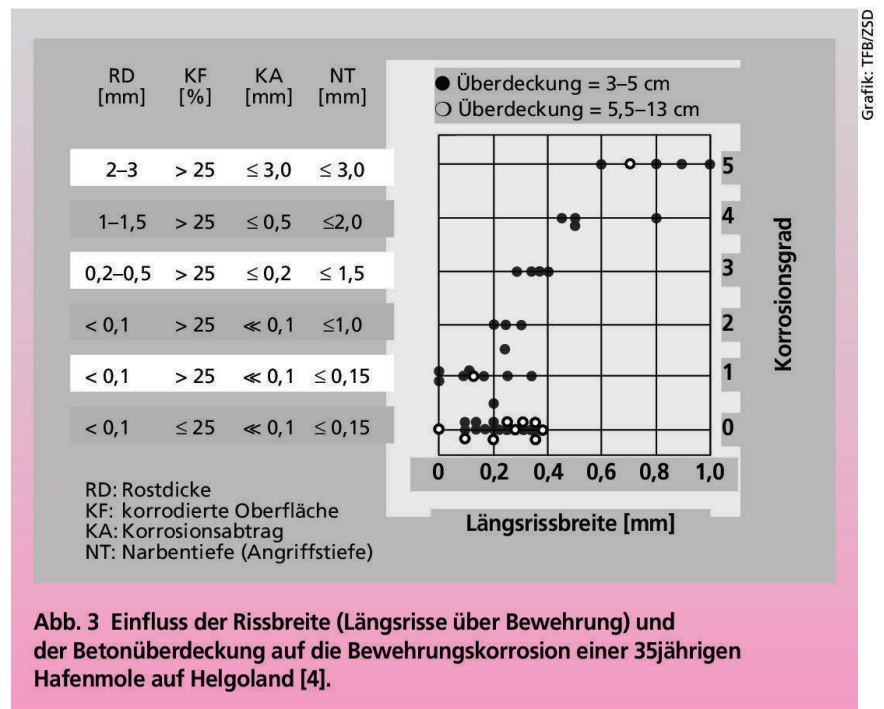 Grafik: TFB/ZSD
RD KF KA NT
[mm] [%] [mm] [mm]
● Überdeckung = 3–5 cm
○ Überdeckung = 5,5–13 cm
2–3 > 25 ≤ 3,0 ≤ 3,0 5
1–1,5 > 25 ≤ 0,5 ≤2,0 4
0,2–0,5 > 25 ≤ 0,2 ≤ 1,5 3
< 0,1 > 25 ≪ 0,1 ≤1,0 2
< 0,1 > 25 ≪ 0,1 ≤ 0,15 1
< 0,1 ≤ 25 ≪ 0,1 ≤ 0,15 0
Korrosionsgrad
0 0,2 0,4 0,6 0,8 1,0
Längsrissbreite [mm]
RD: Rostdicke
KF: korrodierte Oberfläche
KA: Korrosionsabtrag
NT: Narbentiefe (Angriffstiefe)
Abb. 3 Einfluss der Rissbreite (Längsrisse über Bewehrung) und
der Betonüberdeckung auf die Bewehrungskorrosion einer 35jährigen
Hafenmole auf Helgoland [4].